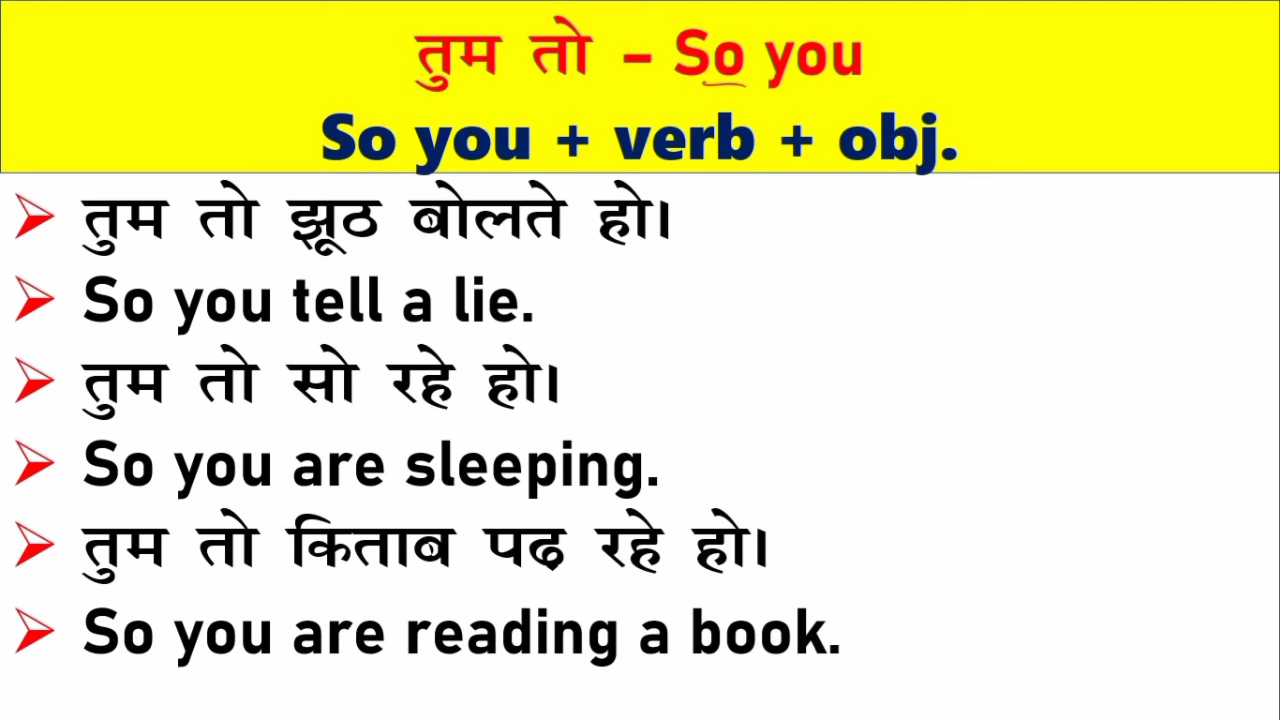 तुम तो – So you
So you + verb + obj.
तुम तो झूठ बोलते हो।
So you tell a lie.
तुम तो सो रहे हो।
So you are sleeping.
तुम तो किताब पढ रहे हो।
So you are reading a book.